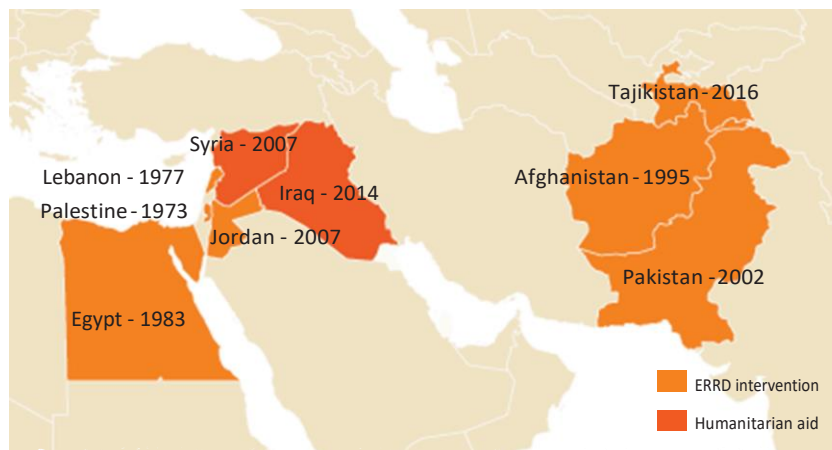 Tajikistan - 2016
Syria - 2007
Lebanon - 1977
Afghanistan - 1995
Iraq - 2014
Palestine - 1973
Jordan - 2007
Pakistan - 2002
Egypt - 1983
ERRD intervention
Humanitarian aid